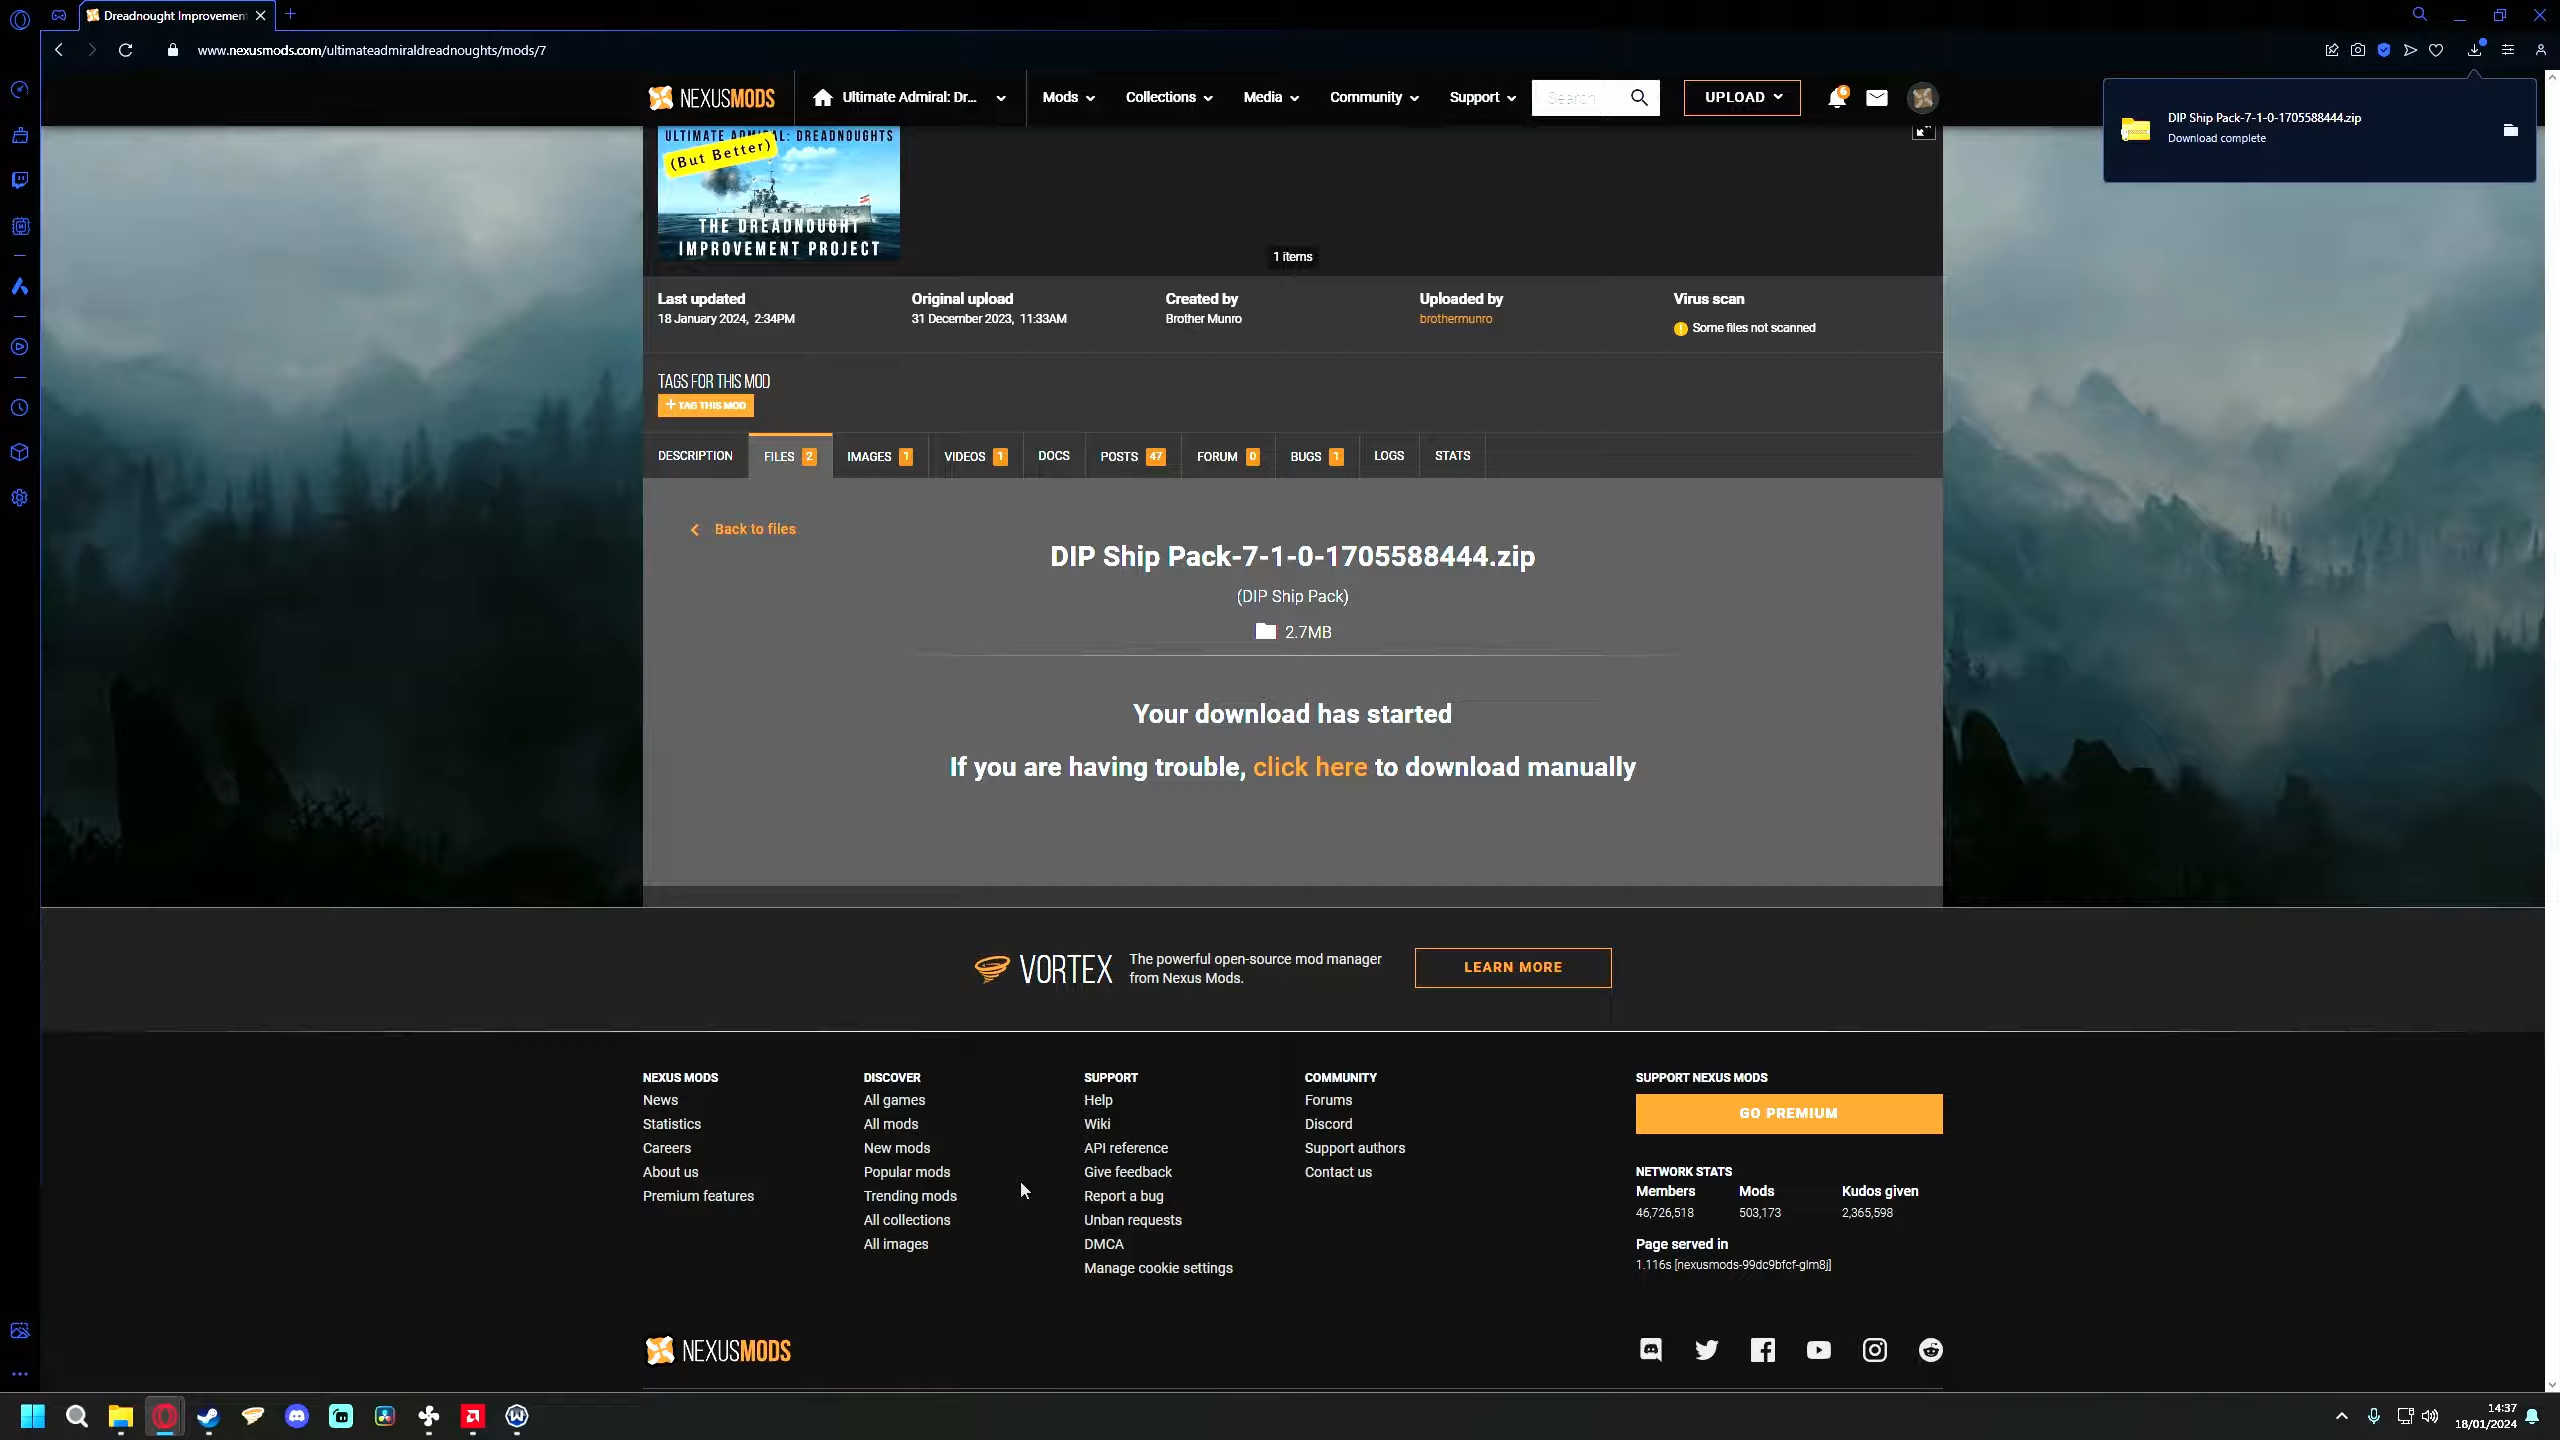 Dreadnought Improvemen
www.nexusmods.com/ultimateadmiraldreadnoughts/mods/7
NEXUSMODS
Ultimate Admiral: Dr...
Mods
Collections
Media
Community
Support
Search
UPLOAD
6
DIP Ship Pack-7-1-0-1705588444.zip
Download complete
ULTIMATE ADMIRAL: DREADNOUGHTS
(But Better)
THE DREADNOUGHT
IMPROVEMENT PROJECT
1 items
Last updated
18 January 2024, 2:34PM
Original upload
31 December 2023, 11:33AM
Created by
Brother Munro
Uploaded by
brothermunro
Virus scan
Some files not scanned
TAGS FOR THIS MOD
+ TAG THIS MOD
DESCRIPTION
FILES 2
IMAGES 1
VIDEOS 1
DOCS
POSTS 47
FORUM 0
BUGS 1
LOGS
STATS
Back to files
DIP Ship Pack-7-1-0-1705588444.zip
(DIP Ship Pack)
2.7MB
Your download has started
If you are having trouble, click here to download manually
VORTEX
The powerful open-source mod manager
from Nexus Mods.
LEARN MORE
NEXUS MODS
News
Statistics
Careers
About us
Premium features
DISCOVER
All games
All mods
New mods
Popular mods
Trending mods
All collections
All images
SUPPORT
Help
Wiki
API reference
Give feedback
Report a bug
Unban requests
DMCA
Manage cookie settings
COMMUNITY
Forums
Discord
Support authors
Contact us
SUPPORT NEXUS MODS
GO PREMIUM
NETWORK STATS
Members
46,726,518
Mods
503,173
Kudos given
2,365,598
Page served in
1.116s [nexusmods-99dc9bfcf-glm8j]
NEXUSMODS
14:37
18/01/2024